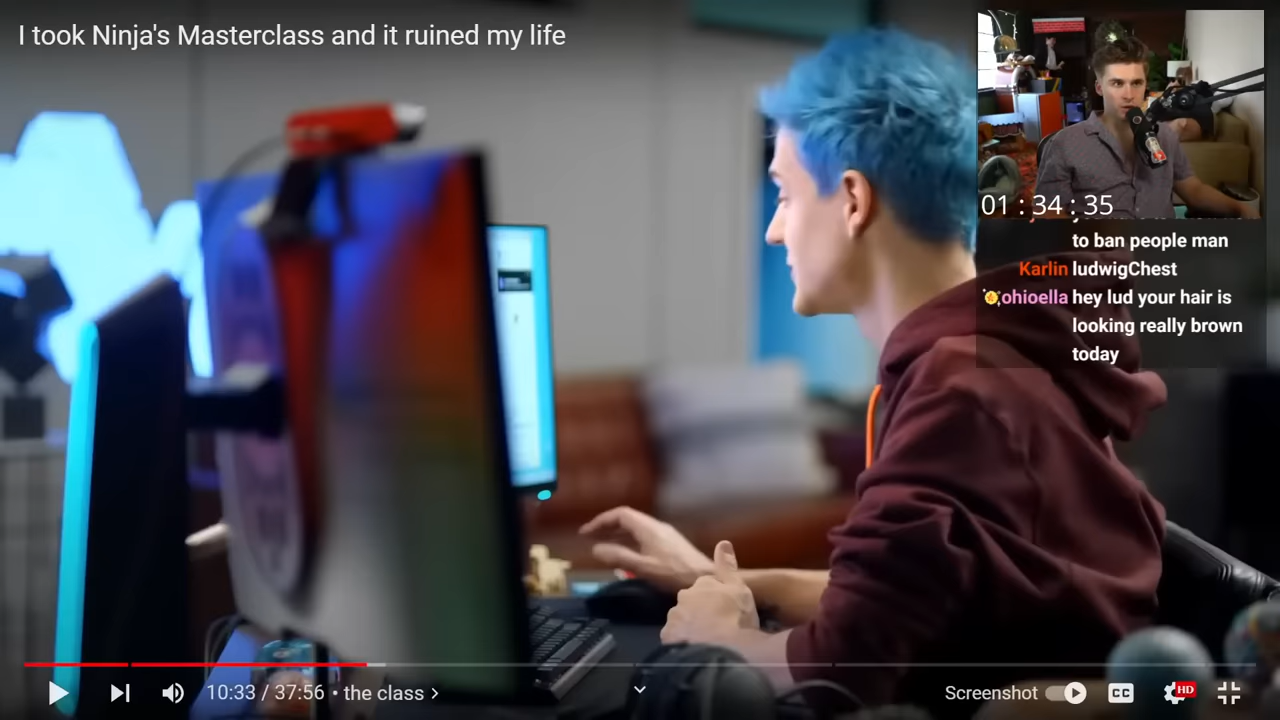 I took Ninja's Masterclass and it ruined my life
01 : 34 : 35
to ban people man
Karlin ludwigChest
ohioella hey lud your hair is
looking really brown
today
10:33 / 37:56 • the class
Screenshot
CC
HD